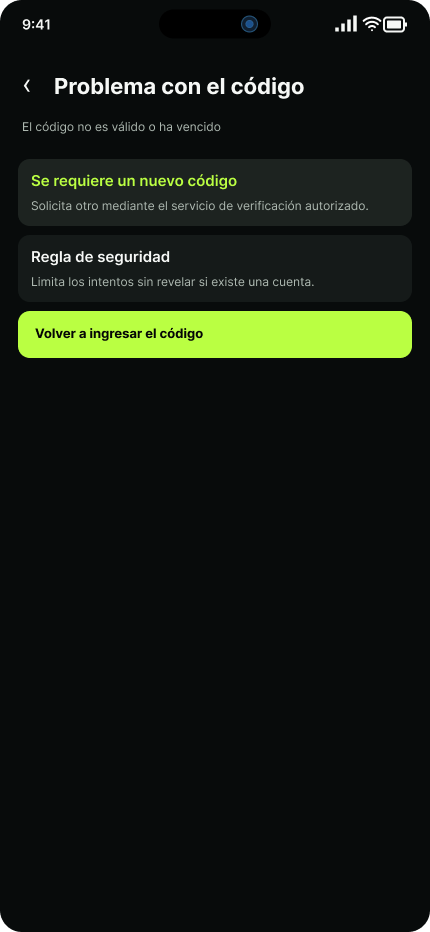 9:41
Problema con el código
El código no es válido o ha vencido
Se requiere un nuevo código
Solicita otro mediante el servicio de verificación autorizado.
Regla de seguridad
Limita los intentos sin revelar si existe una cuenta.
Volver a ingresar el código